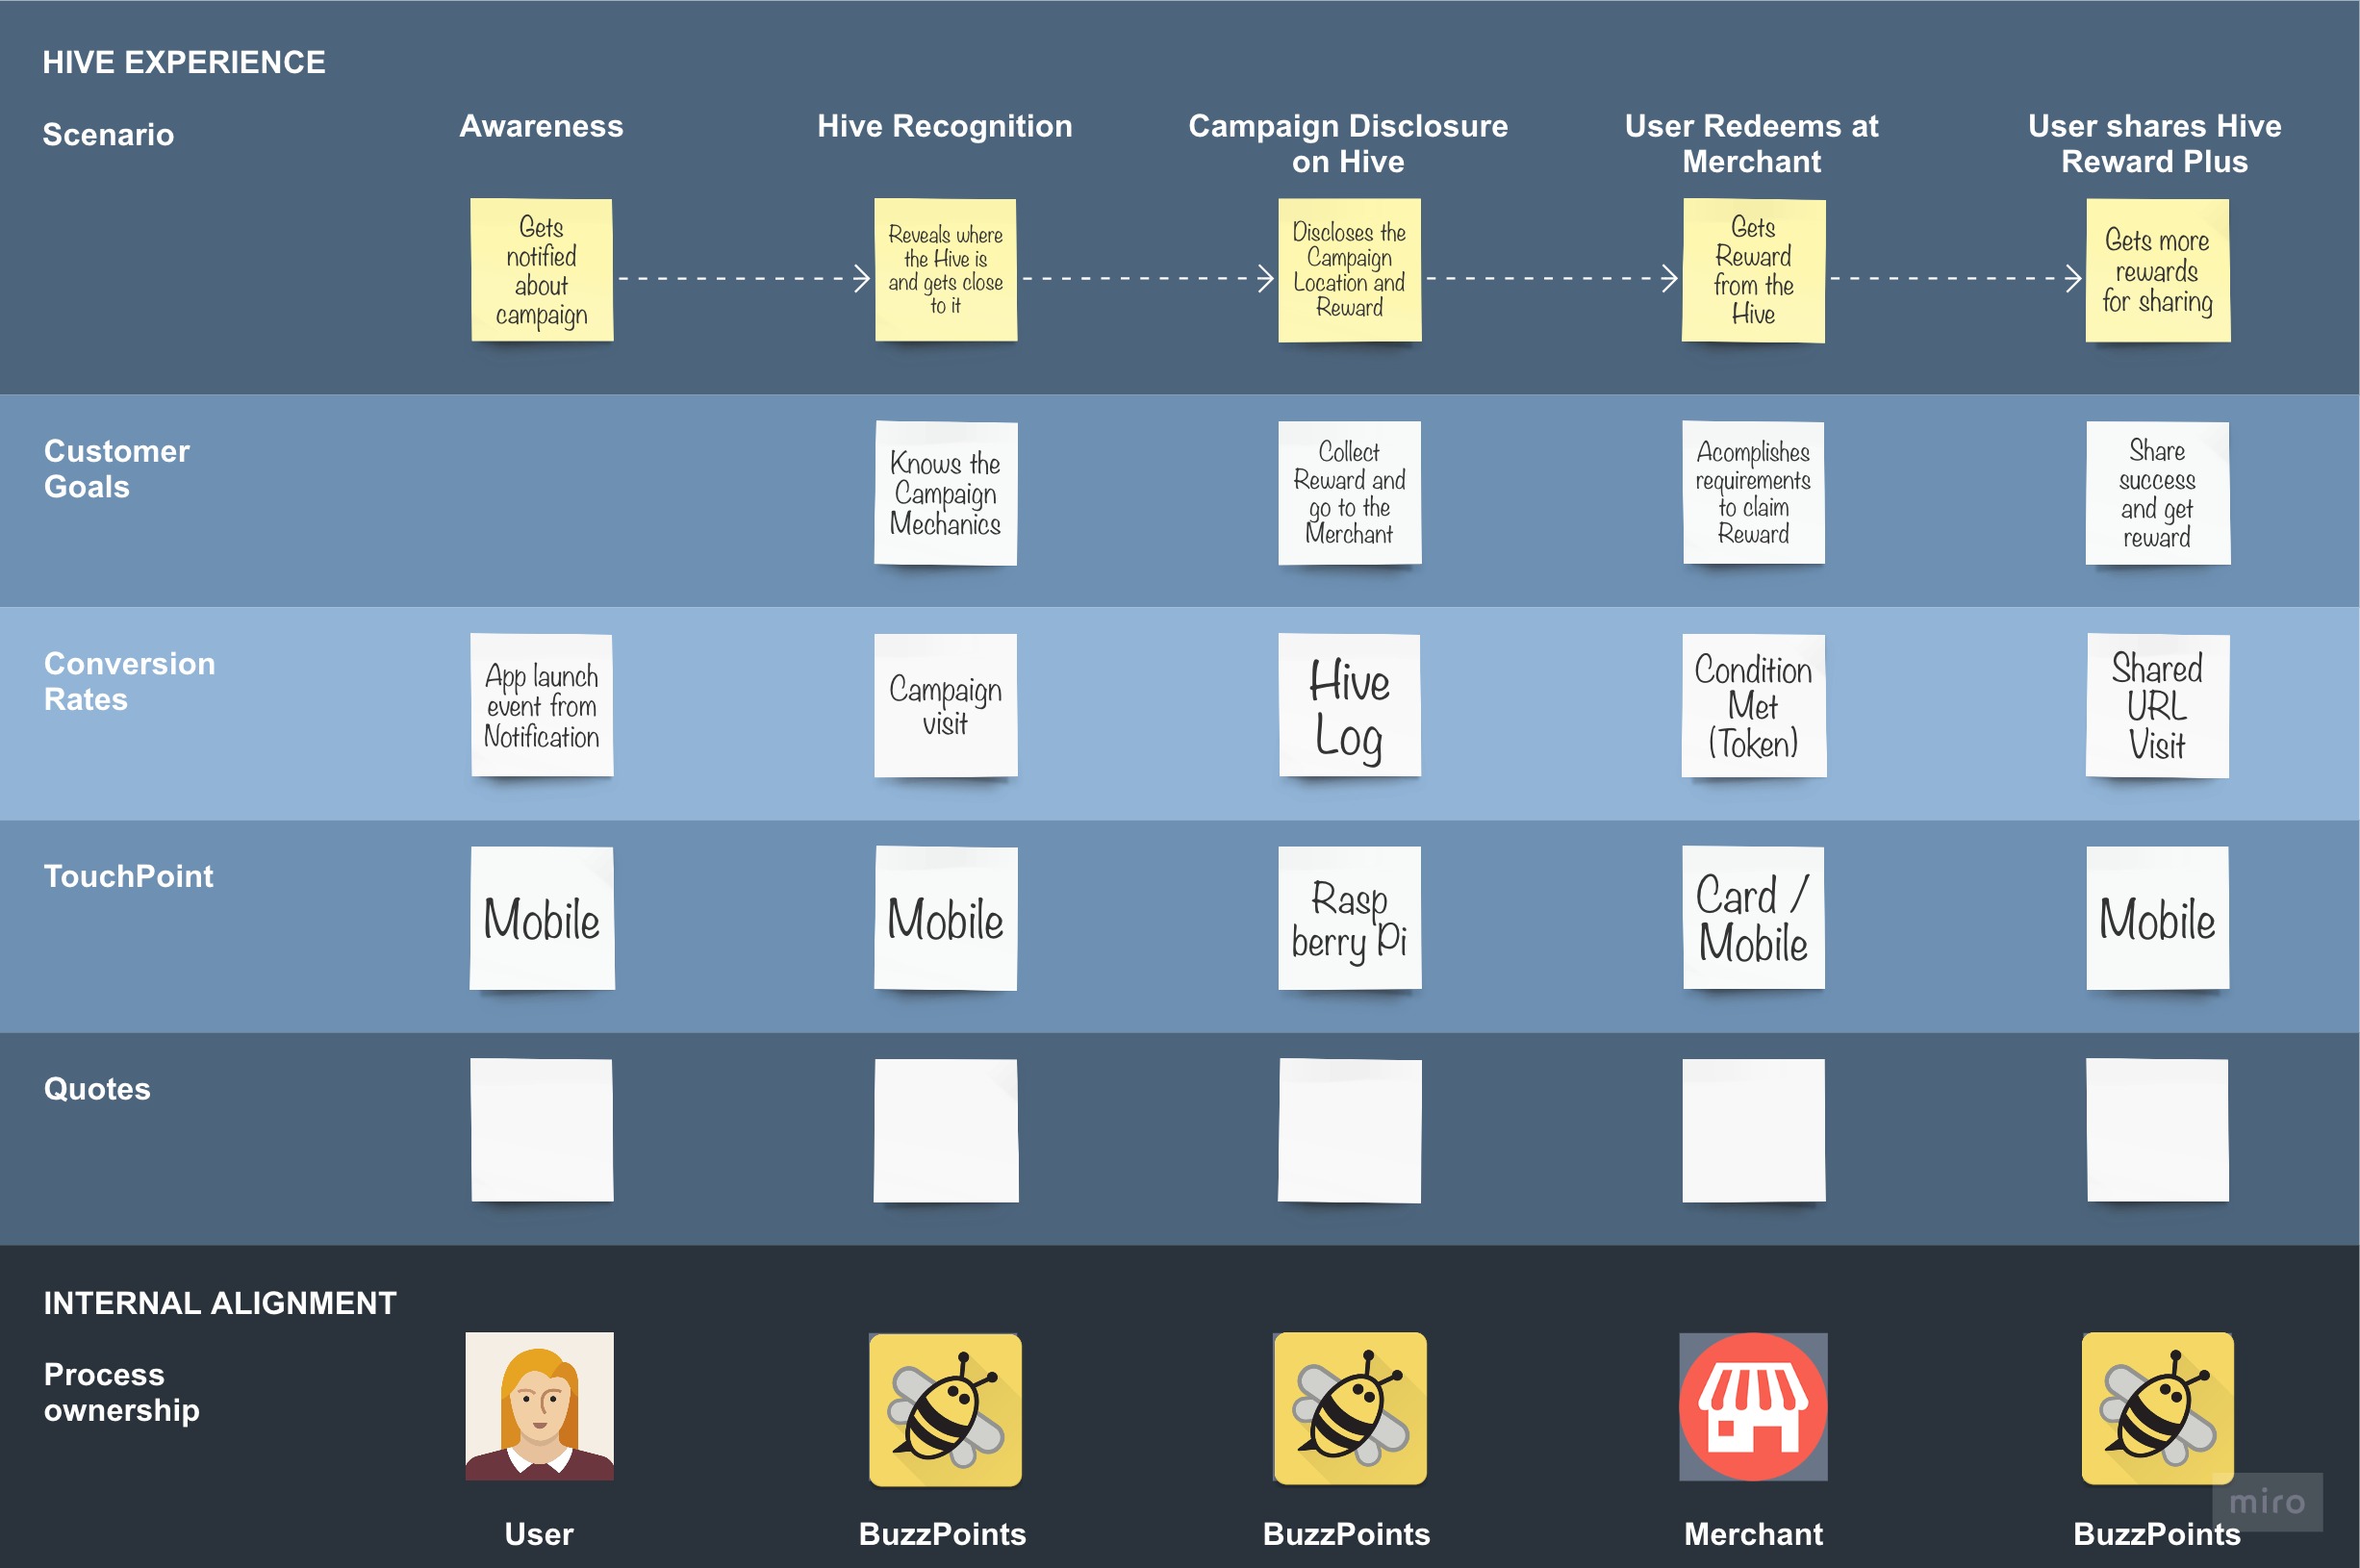 HIVE EXPERIENCE
Scenario
Awareness
Hive Recognition
Campaign Disclosure
on Hive
User Redeems at
Merchant
User shares Hive
Reward Plus
Gets
notified
about
campaign
Reveals where
the Hive is
and gets close
to it
Discloses the
Campaign
Location and
Reward
Gets
Reward
from the
Hive
Gets more
rewards
for sharing
Customer
Goals
Knows the
Campaign
Mechanics
Collect
Reward and
go to the
Merchant
Acomplishes
requirements
to claim
Reward
Share
success
and get
reward
Conversion
Rates
App launch
event from
Notification
Campaign
visit
Hive
Log
Condition
Met
(Token)
Shared
URL
Visit
TouchPoint
Mobile
Mobile
Rasp
berry Pi
Card /
Mobile
Mobile
Quotes
INTERNAL ALIGNMENT
Process
ownership
User
BuzzPoints
BuzzPoints
Merchant
BuzzPoints
miro